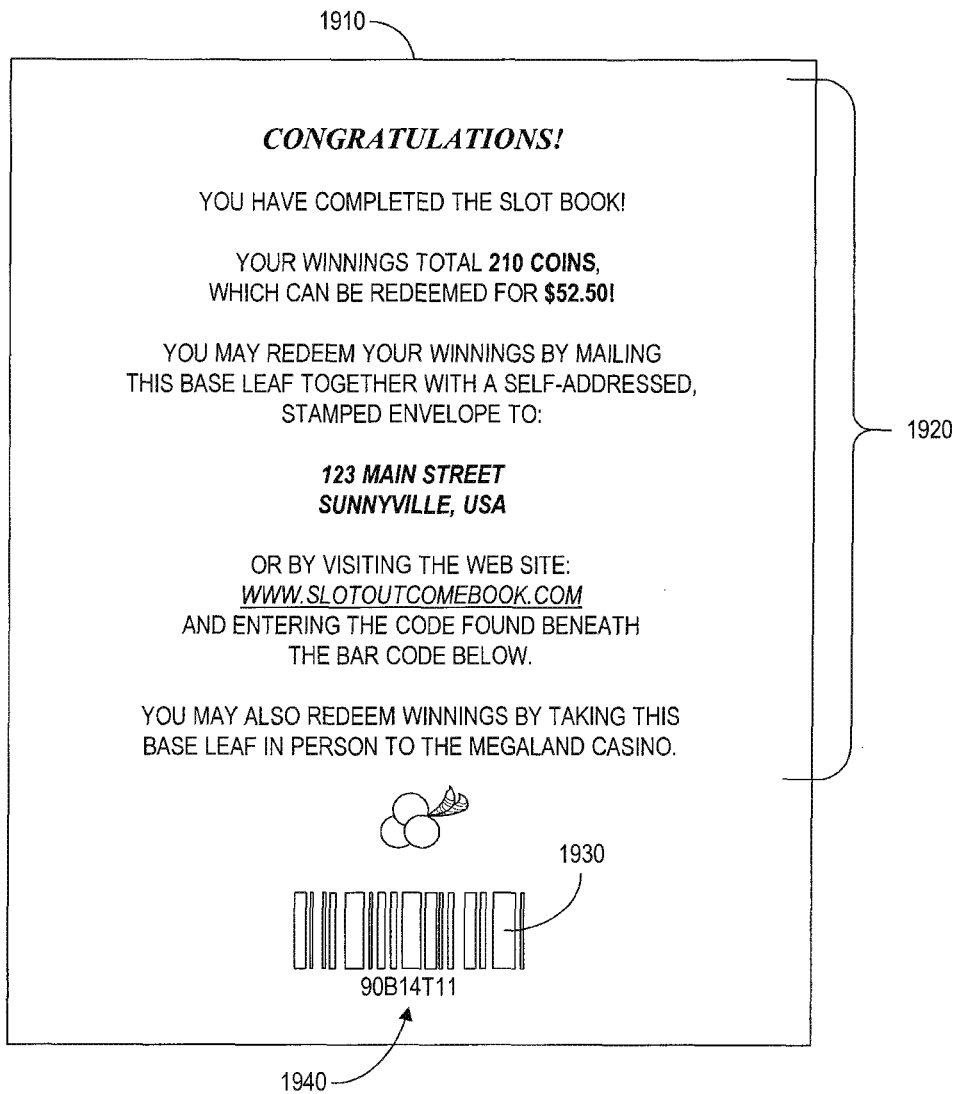 1910
CONGRATULATIONS!
YOU HAVE COMPLETED THE SLOT BOOK!
YOUR WINNINGS TOTAL 210 COINS,
WHICH CAN BE REDEEMED FOR $52.50!
YOU MAY REDEEM YOUR WINNINGS BY MAILING
THIS BASE LEAF TOGETHER WITH A SELF-ADDRESSED,
STAMPED ENVELOPE TO:
1920
123 MAIN STREET
SUNNYVILLE, USA
OR BY VISITING THE WEB SITE:
WWW.SLOTOUTCOMEBOOK.COM
AND ENTERING THE CODE FOUND BENEATH
THE BAR CODE BELOW.
YOU MAY ALSO REDEEM WINNINGS BY TAKING THIS
BASE LEAF IN PERSON TO THE MEGALAND CASINO.
1930
90B14T11
1940